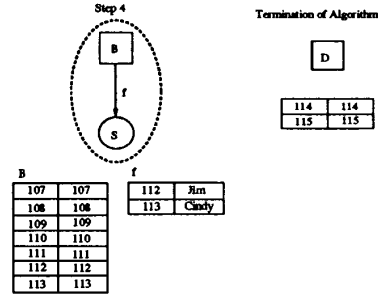 Step 4
Termination of Algorithm
B
D
f
S
114 114
115 115
B
f
107 107
108 108
109 109
110 110
111 111
112 112
113 113
112 Jim
113 Cindy